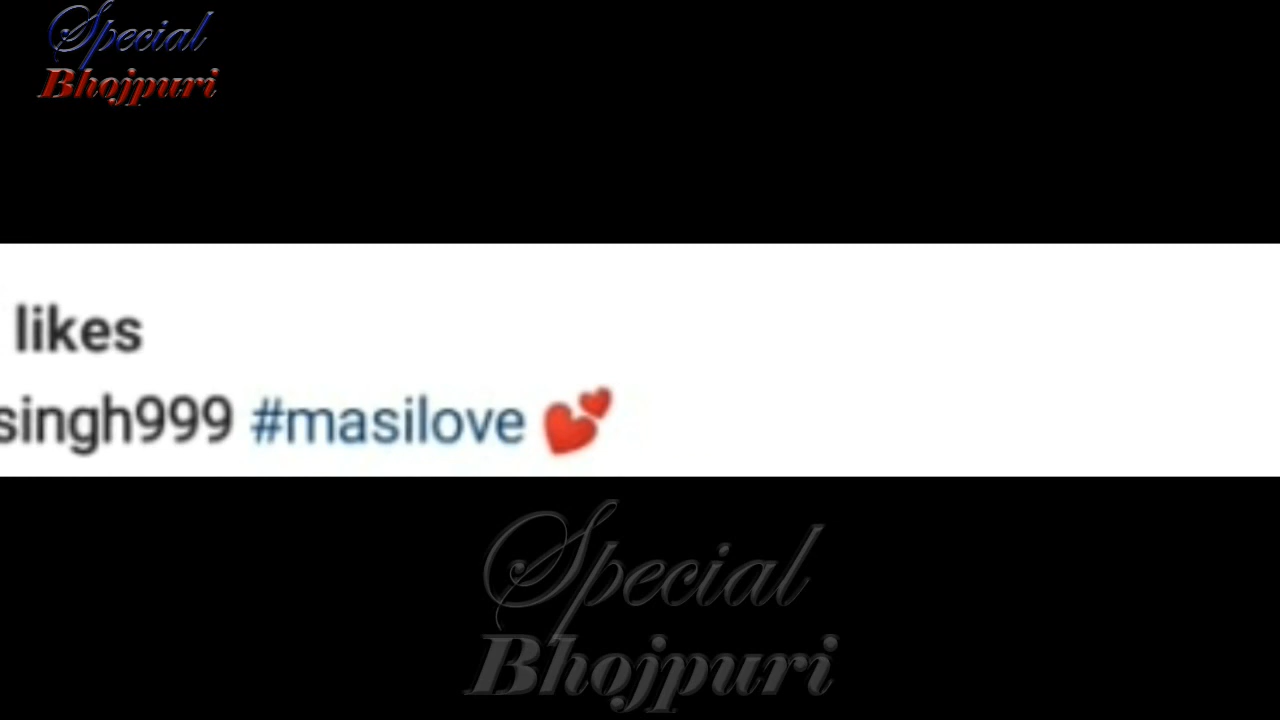 Special
Bhojpuri
likes
singh999 #masilove 💕
Special
Bhojpuri